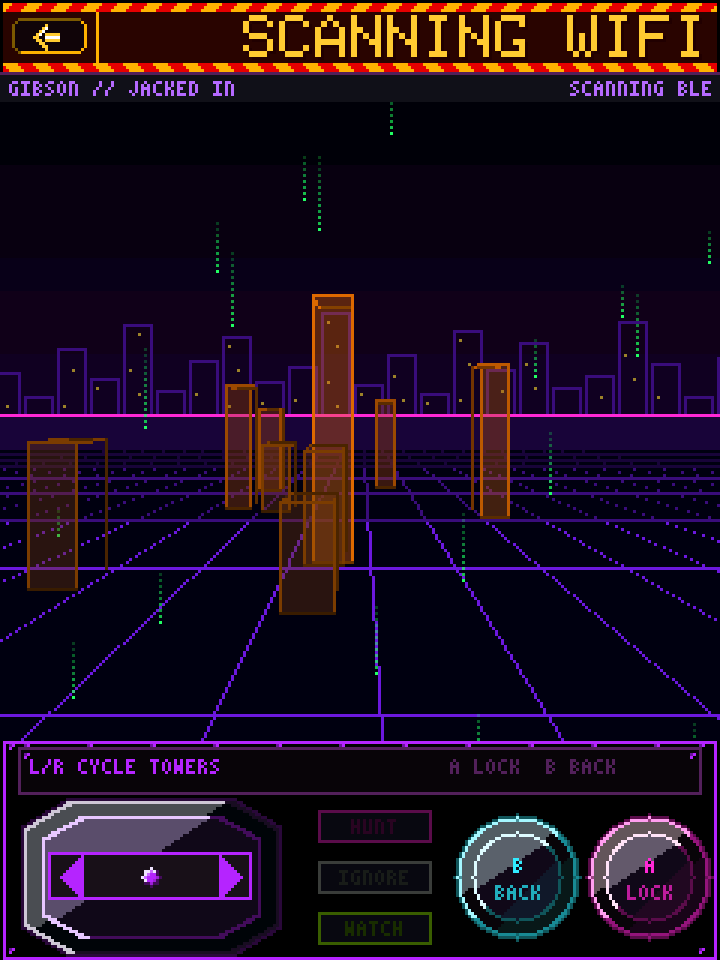 SCANNING WIFI
GIBSON // JACKED IN
SCANNING BLE
L/R CYCLE TOWERS
A LOCK B BACK
HUNT
IGNORE
WATCH
B
BACK
A
LOCK